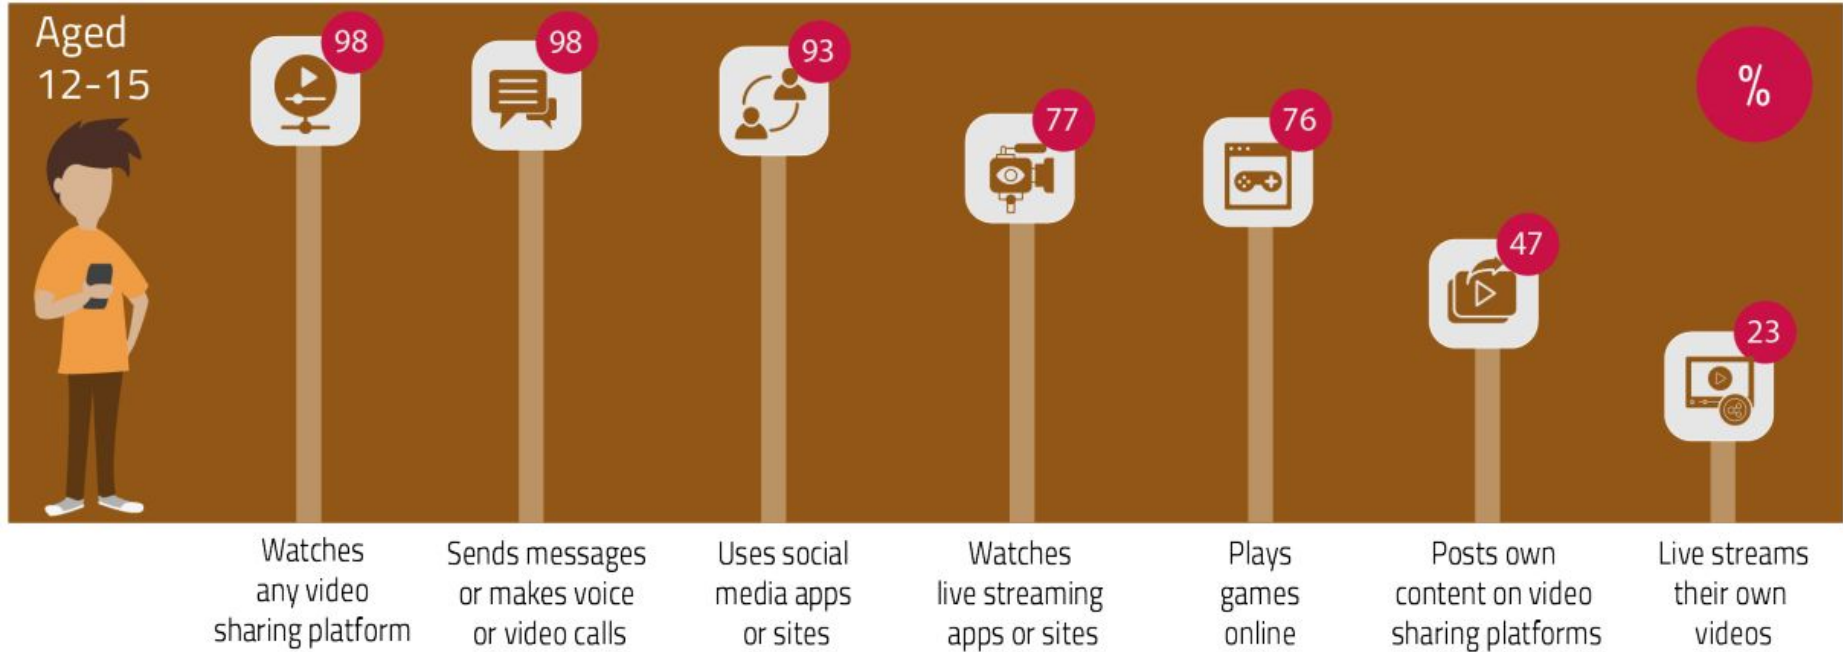 Aged
12-15
98
98
93
77
76
47
23
%
Watches
any video
sharing platform
Sends messages
or makes voice
or video calls
Uses social
media apps
or sites
Watches
live streaming
apps or sites
Plays
games
online
Posts own
content on video
sharing platforms
Live streams
their own
videos